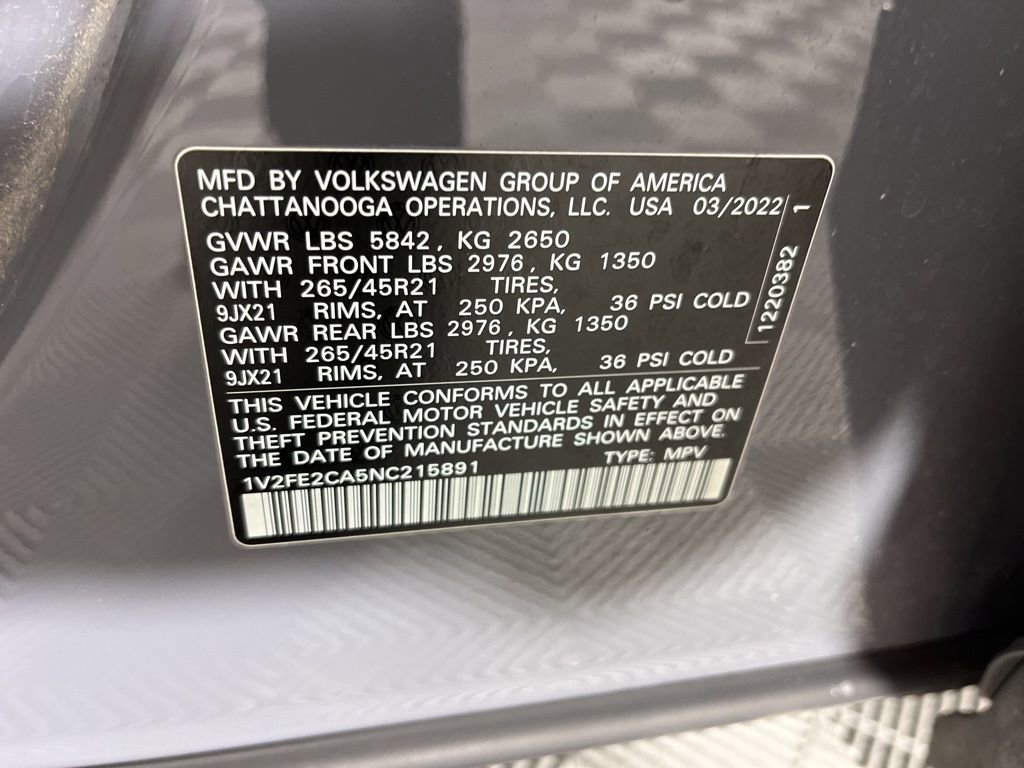 MFD BY VOLKSWAGEN GROUP OF AMERICA
CHATTANOOGA OPERATIONS, LLC. USA 03/2022
GVWR LBS 5842, KG 2650
GAWR FRONT LBS 2976, KG 1350
WITH 265/45R21 TIRES,
9JX21 RIMS, AT 250 KPA, 36 PSI COLD
GAWR REAR LBS 2976, KG 1350
WITH 265/45R21 TIRES,
9JX21 RIMS, AT 250 KPA, 36 PSI COLD
THIS VEHICLE CONFORMS TO ALL APPLICABLE
U.S. FEDERAL MOTOR VEHICLE SAFETY AND
THEFT PREVENTION STANDARDS IN EFFECT ON
THE DATE OF MANUFACTURE SHOWN ABOVE.
1V2FE2CA5NC215891 TYPE: MPV
1220382 1